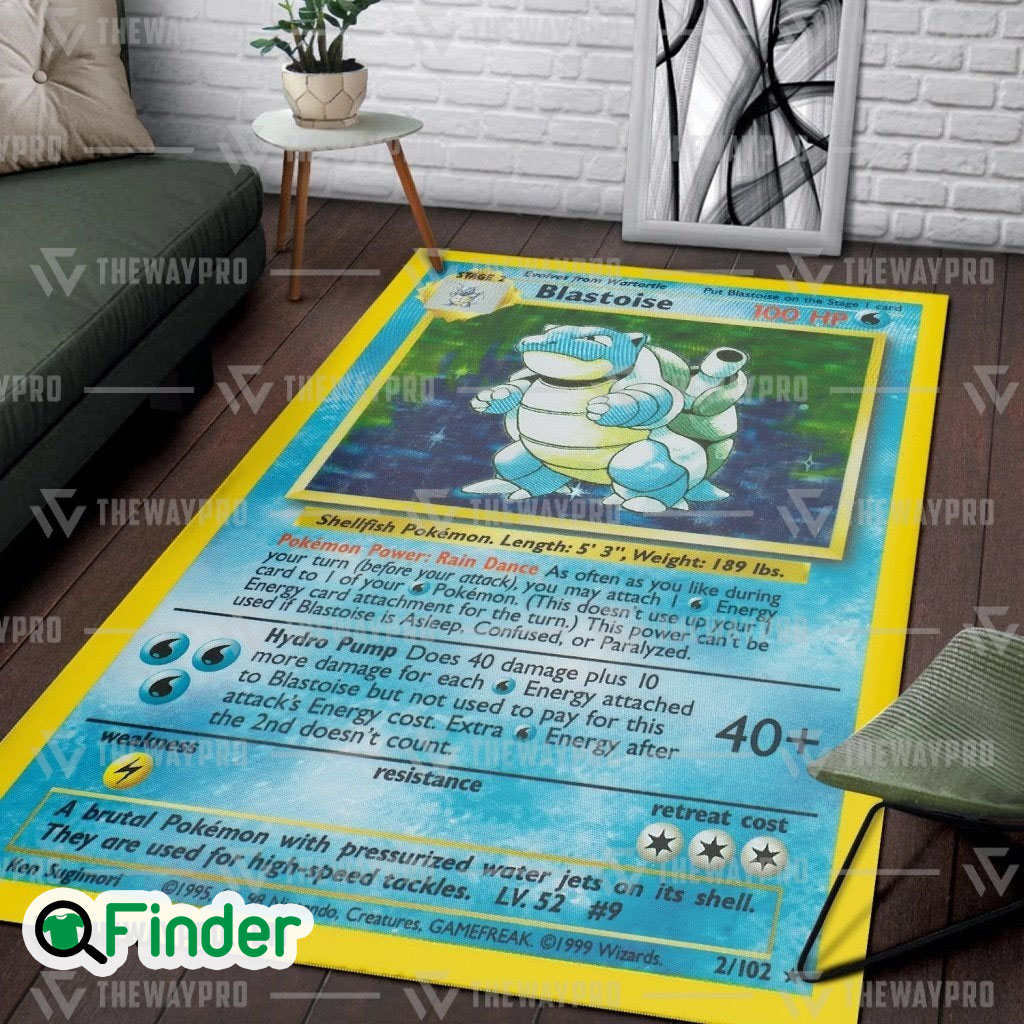 STAGE 2
Evolves from Wartortle
Put Blastoise on the Stage 1 card
Blastoise
100 HP
Shellfish Pokémon. Length: 5' 3", Weight: 189 lbs.
Pokémon Power: Rain Dance As often as you like during
your turn (before your attack), you may attach 1 Energy
card to 1 of your Pokémon. (This doesn't use up your 1
Energy card attachment for the turn.) This power can't be
used if Blastoise is Asleep, Confused, or Paralyzed.
Hydro Pump Does 40 damage plus 10
more damage for each Energy attached
to Blastoise but not used to pay for this
attack's Energy cost. Extra Energy after
the 2nd doesn't count.
40+
weakness
resistance
retreat cost
A brutal Pokémon with pressurized water jets on its shell.
They are used for high-speed tackles. LV. 52 #9
Ken Sugimori
©1995, 98 Nintendo, Creatures, GAMEFREAK. ©1999 Wizards.
2/102
Finder
THEWAYPRO